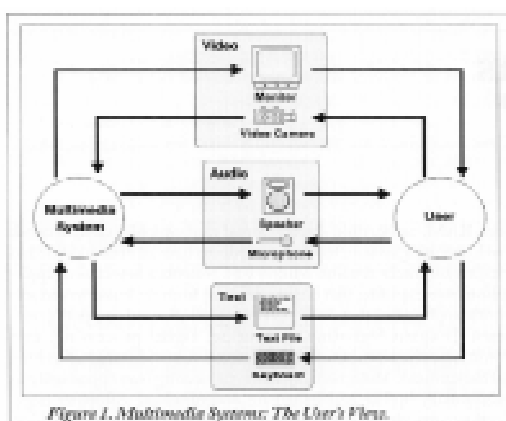 Video
Monitor
Video Camera
Audio
Multimedia
System
Speaker
User
Microphone
Text
Text File
Keyboard
Figure 1. Multimedia Systems: The User's View.